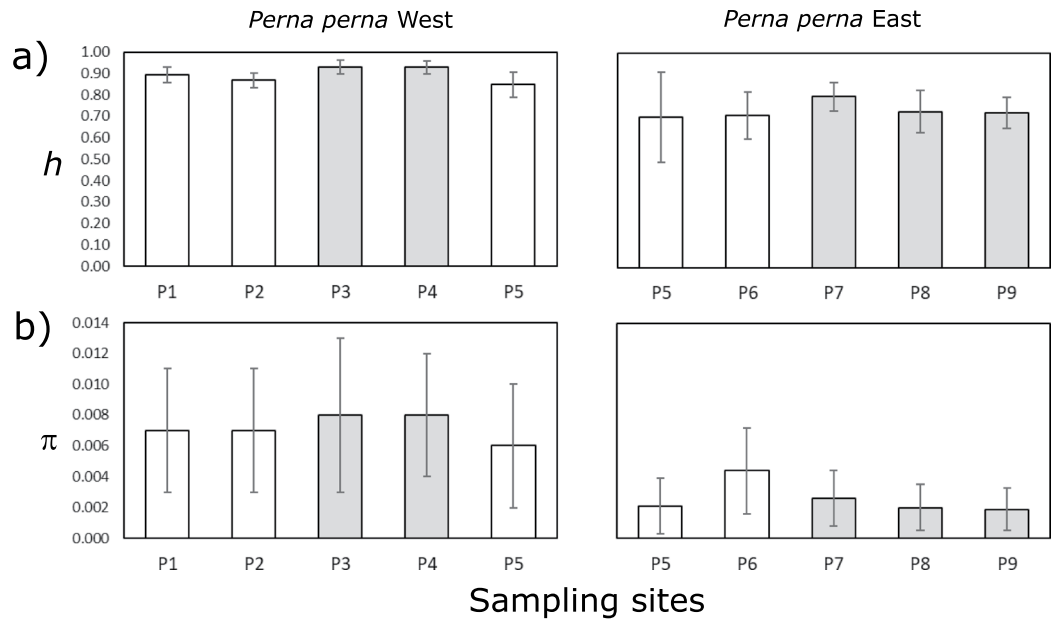 Perna perna West
Perna perna East
a)
h
1.00
0.90
0.80
0.70
0.60
0.50
0.40
0.30
0.20
0.10
0.00
P1 P2 P3 P4 P5
P5 P6 P7 P8 P9
b)
π
0.014
0.012
0.010
0.008
0.006
0.004
0.002
0.000
P1 P2 P3 P4 P5
P5 P6 P7 P8 P9
Sampling sites